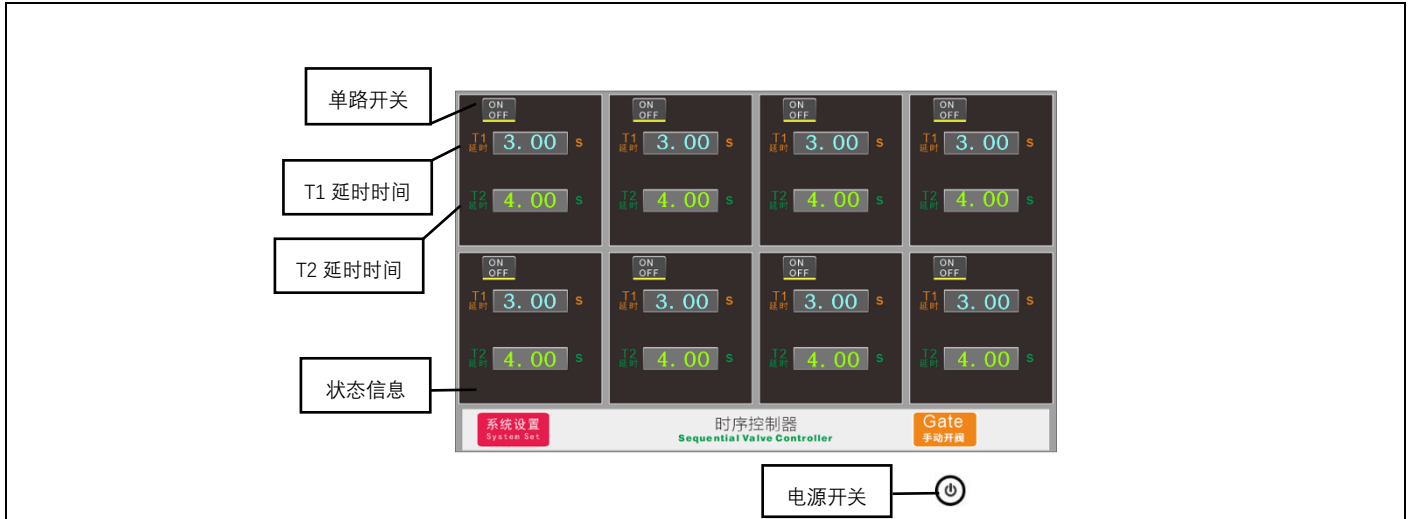 单路开关
T1 延时时间
T2 延时时间
状态信息
ON ON ON ON
OFF OFF OFF OFF
T1 延时 3.00 s T1 延时 3.00 s T1 延时 3.00 s T1 延时 3.00 s
T2 延时 4.00 s T2 延时 4.00 s T2 延时 4.00 s T2 延时 4.00 s
ON ON ON ON
OFF OFF OFF OFF
T1 延时 3.00 s T1 延时 3.00 s T1 延时 3.00 s T1 延时 3.00 s
T2 延时 4.00 s T2 延时 4.00 s T2 延时 4.00 s T2 延时 4.00 s
系统设置
System Set
时序控制器
Sequential Valve Controller
Gate
手动开阀
电源开关